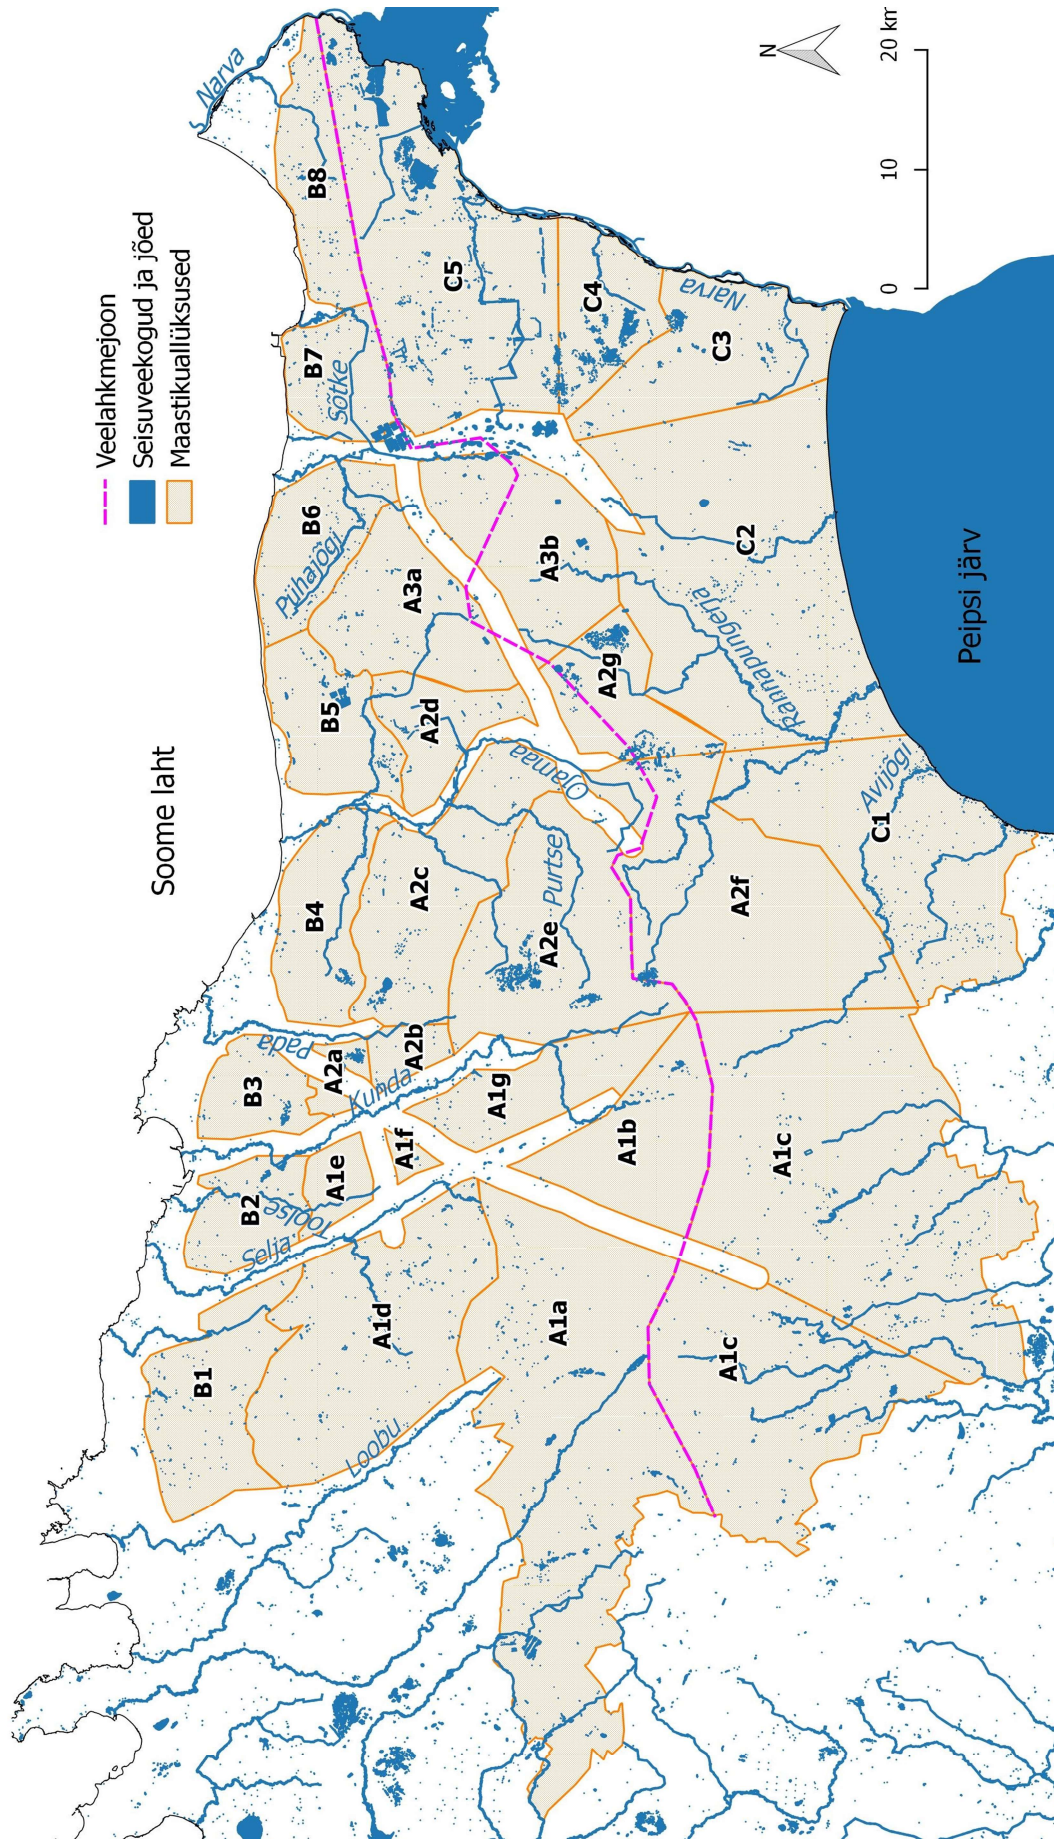 Veelahkmejoon
Seisuveekogud ja jõed
Maastikuallüksused
Soome laht
Peipsi järv
N
0 10 20 km
B1
B2
B3
B4
B5
B6
B7
B8
A1a
A1b
A1c
A1c
A1d
A1e
A1f
A1g
A2a
A2b
A2c
A2d
A2e
A2f
A2g
A3a
A3b
C1
C2
C3
C4
C5
Loobu
Selja
Toolse
Kunda
Pada
Purtse
Ojamaa
Pühajõgi
Sõtke
Narva
Narva
Rannapungerja
Avijõgi